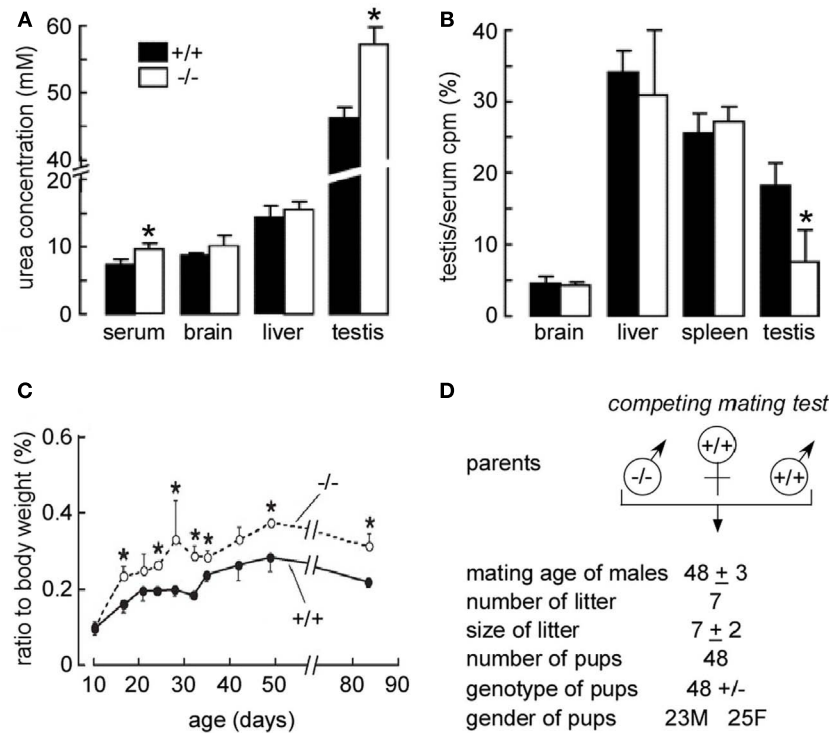 A
urea concentration (mM)
60
50
40
20
10
0
+/+
-/-
*
*
serum brain liver testis
B
testis/serum cpm (%)
40
30
20
10
0
*
brain liver spleen testis
C
ratio to body weight (%)
0.6
0.4
0.2
0
* * * * * * *
-/-
+/+
10 20 30 40 50 80 90
age (days)
D
competing mating test
parents
-/- +/+ +/+
mating age of males 48 ± 3
number of litter 7
size of litter 7 ± 2
number of pups 48
genotype of pups 48 +/-
gender of pups 23M 25F